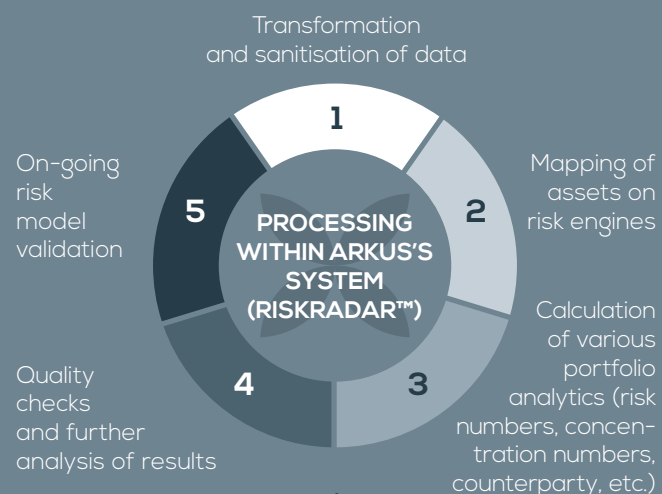 Transformation
and sanitisation of data
1
Mapping of
assets on
risk engines
2
Calculation
of various
portfolio
analytics (risk
numbers, concen-
tration numbers,
counterparty, etc.)
3
Quality
checks
and further
analysis of results
4
On-going
risk
model
validation
5
PROCESSING
WITHIN ARKUS'S
SYSTEM
(RISKRADAR™)